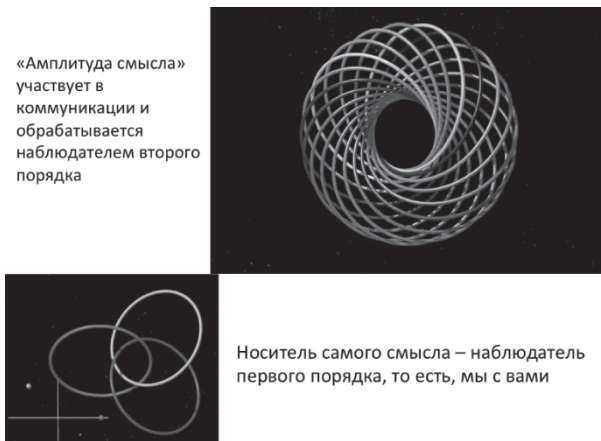 «Амплитуда смысла»
участвует в
коммуникации и
обрабатывается
наблюдателем второго
порядка
Носитель самого смысла – наблюдатель
первого порядка, то есть, мы с вами